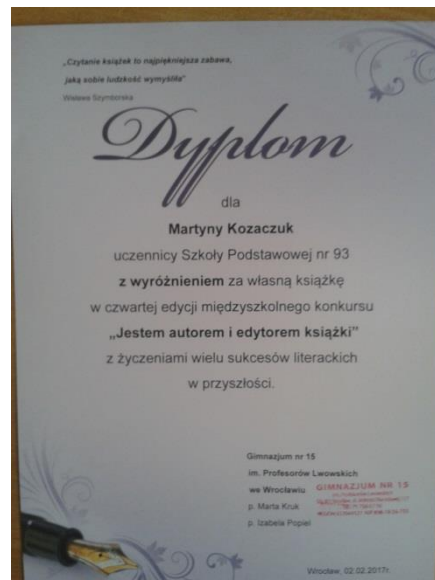 „Czytanie książek to najpiękniejsza zabawa,
jaką sobie ludzkość wymyśliła”
Wisława Szymborska
Dyplom
dla
Martyny Kozaczuk
uczennicy Szkoły Podstawowej nr 93
z wyróżnieniem za własną książkę
w czwartej edycji międzyszkolnego konkursu
„Jestem autorem i edytorem książki”
z życzeniami wielu sukcesów literackich
w przyszłości.
Gimnazjum nr 15
im. Profesorów Lwowskich
we Wrocławiu
GIMNAZJUM NR 15
p. Marta Kruk
p. Izabela Popiel
Wrocław, 02.02.2017r.